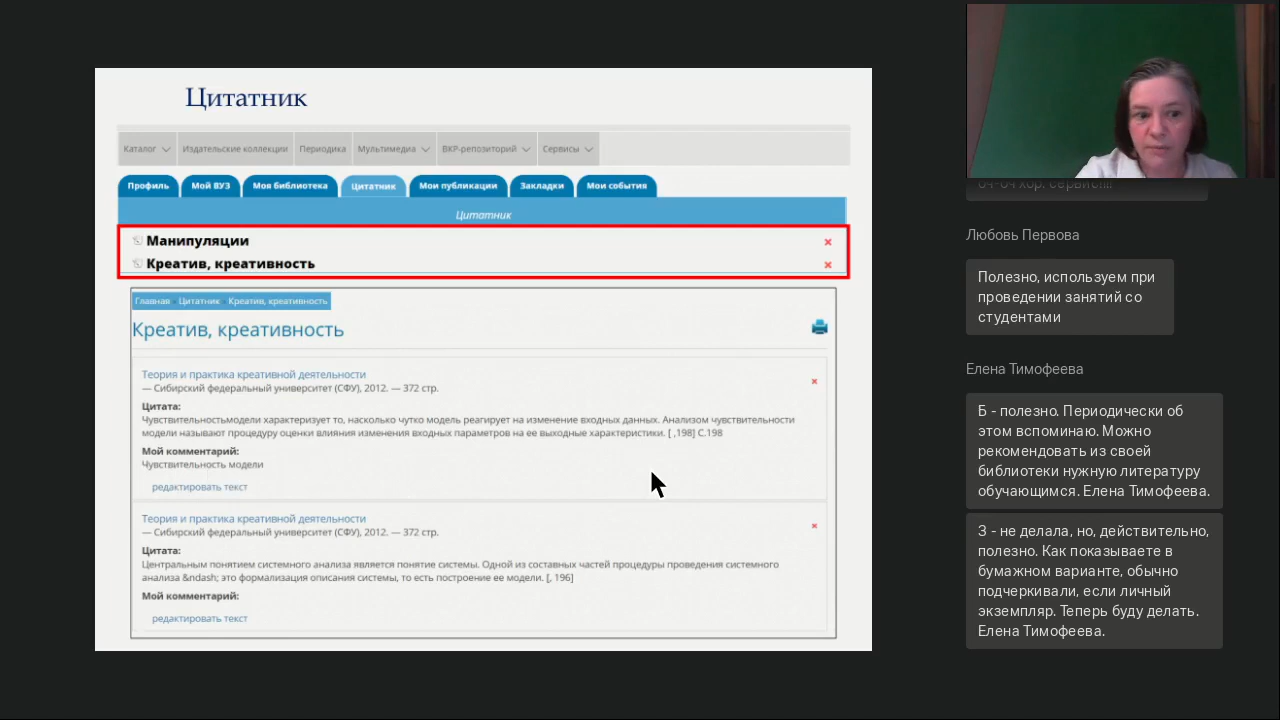 Цитатник
Каталог
Издательские коллекции
Периодика
Мультимедиа
ВКР-репозиторий
Сервисы
Профиль
Мой ВУЗ
Моя библиотека
Цитатник
Мои публикации
Закладки
Мои события
Цитатник
Манипуляции
Креатив, креативность
Главная Цитатник Креатив, креативность
Креатив, креативность
Теория и практика креативной деятельности
— Сибирский федеральный университет (СФУ), 2012. — 372 стр.
Цитата:
Чувствительностьмодели характеризует то, насколько чутко модель реагирует на изменение входных данных. Анализом чувствительности
модели называют процедуру оценки влияния изменения входных параметров на ее выходные характеристики. [ ,198] С.198
Мой комментарий:
Чувствительность модели
редактировать текст
Теория и практика креативной деятельности
— Сибирский федеральный университет (СФУ), 2012. — 372 стр.
Цитата:
Центральным понятием системного анализа является понятие системы. Одной из составных частей процедуры проведения системного
анализа &ndash; это формализация описания системы, то есть построение ее модели. [, 196]
Мой комментарий:
редактировать текст
хор. сервис!!!!
Любовь Первова
Полезно, используем при
проведении занятий со
студентами
Елена Тимофеева
Б - полезно. Периодически об
этом вспоминаю. Можно
рекомендовать из своей
библиотеки нужную литературу
обучающимся. Елена Тимофеева.
З - не делала, но, действительно,
полезно. Как показываете в
бумажном варианте, обычно
подчеркивали, если личный
экземпляр. Теперь буду делать.
Елена Тимофеева.